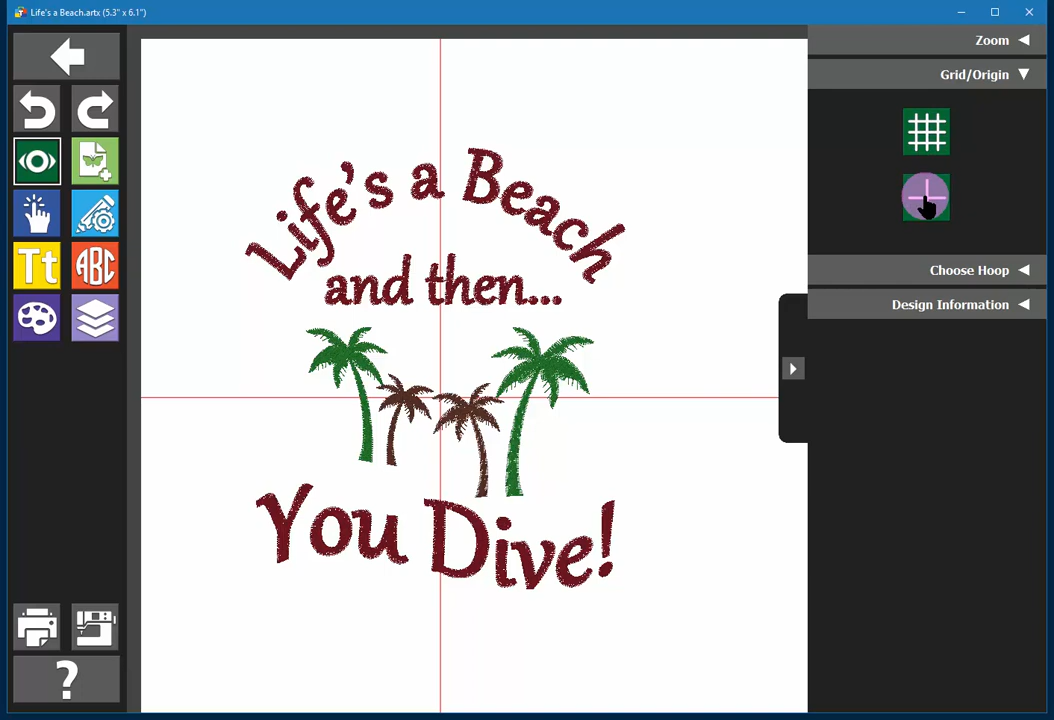 Life's a Beach.artx (5.3" x 6.1")
Zoom
Grid/Origin
Choose Hoop
Design Information
Tt
ABC
?
Life's a Beach
and then...
You Dive!